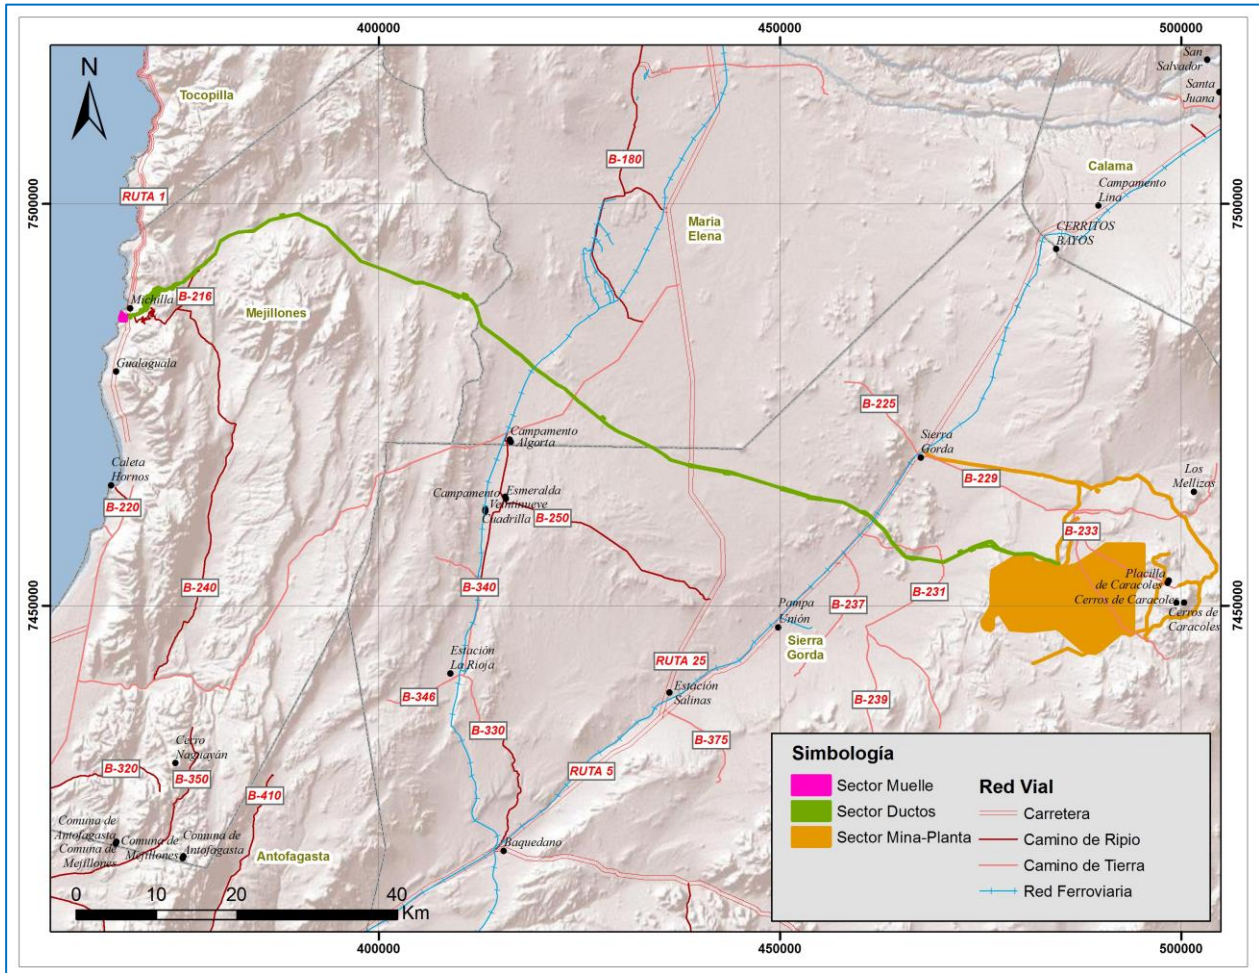 400000
450000
500000
N
Tocopilla
San
Salvador
Santa
Juana
B-180
Calama
RUTA 1
Campamento
Lina
7500000
7500000
Maria
Elena
CERRITOS
BAYOS
B-216
Michilla
Mejillones
Gualaguala
B-225
Campamento
Algorta
Sierra
Gorda
Caleta
Hornos
B-229
Los
Mellizos
B-220
Campamento
Esmeralda
Veintinueve
Cuadrilla
B-250
B-233
Placilla
de Caracoles
B-240
B-340
B-237
B-231
Cerros de Caracoles
Cerros de
Caracoles
7450000
7450000
Pampa
Unión
Sierra
Gorda
Estación
La Rioja
RUTA 25
B-346
Estación
Salinas
B-239
B-330
B-375
Cerro
Naguayán
B-320
B-350
RUTA 5
B-410
Comuna de
Antofagasta
Comuna de
Mejillones
Comuna de
Mejillones
Comuna de
Antofagasta
Antofagasta
Baquedano
Simbología
Sector Muelle
Sector Ductos
Sector Mina-Planta
Red Vial
Carretera
Camino de Ripio
Camino de Tierra
Red Ferroviaria
0 10 20 40
Km
400000
450000
500000